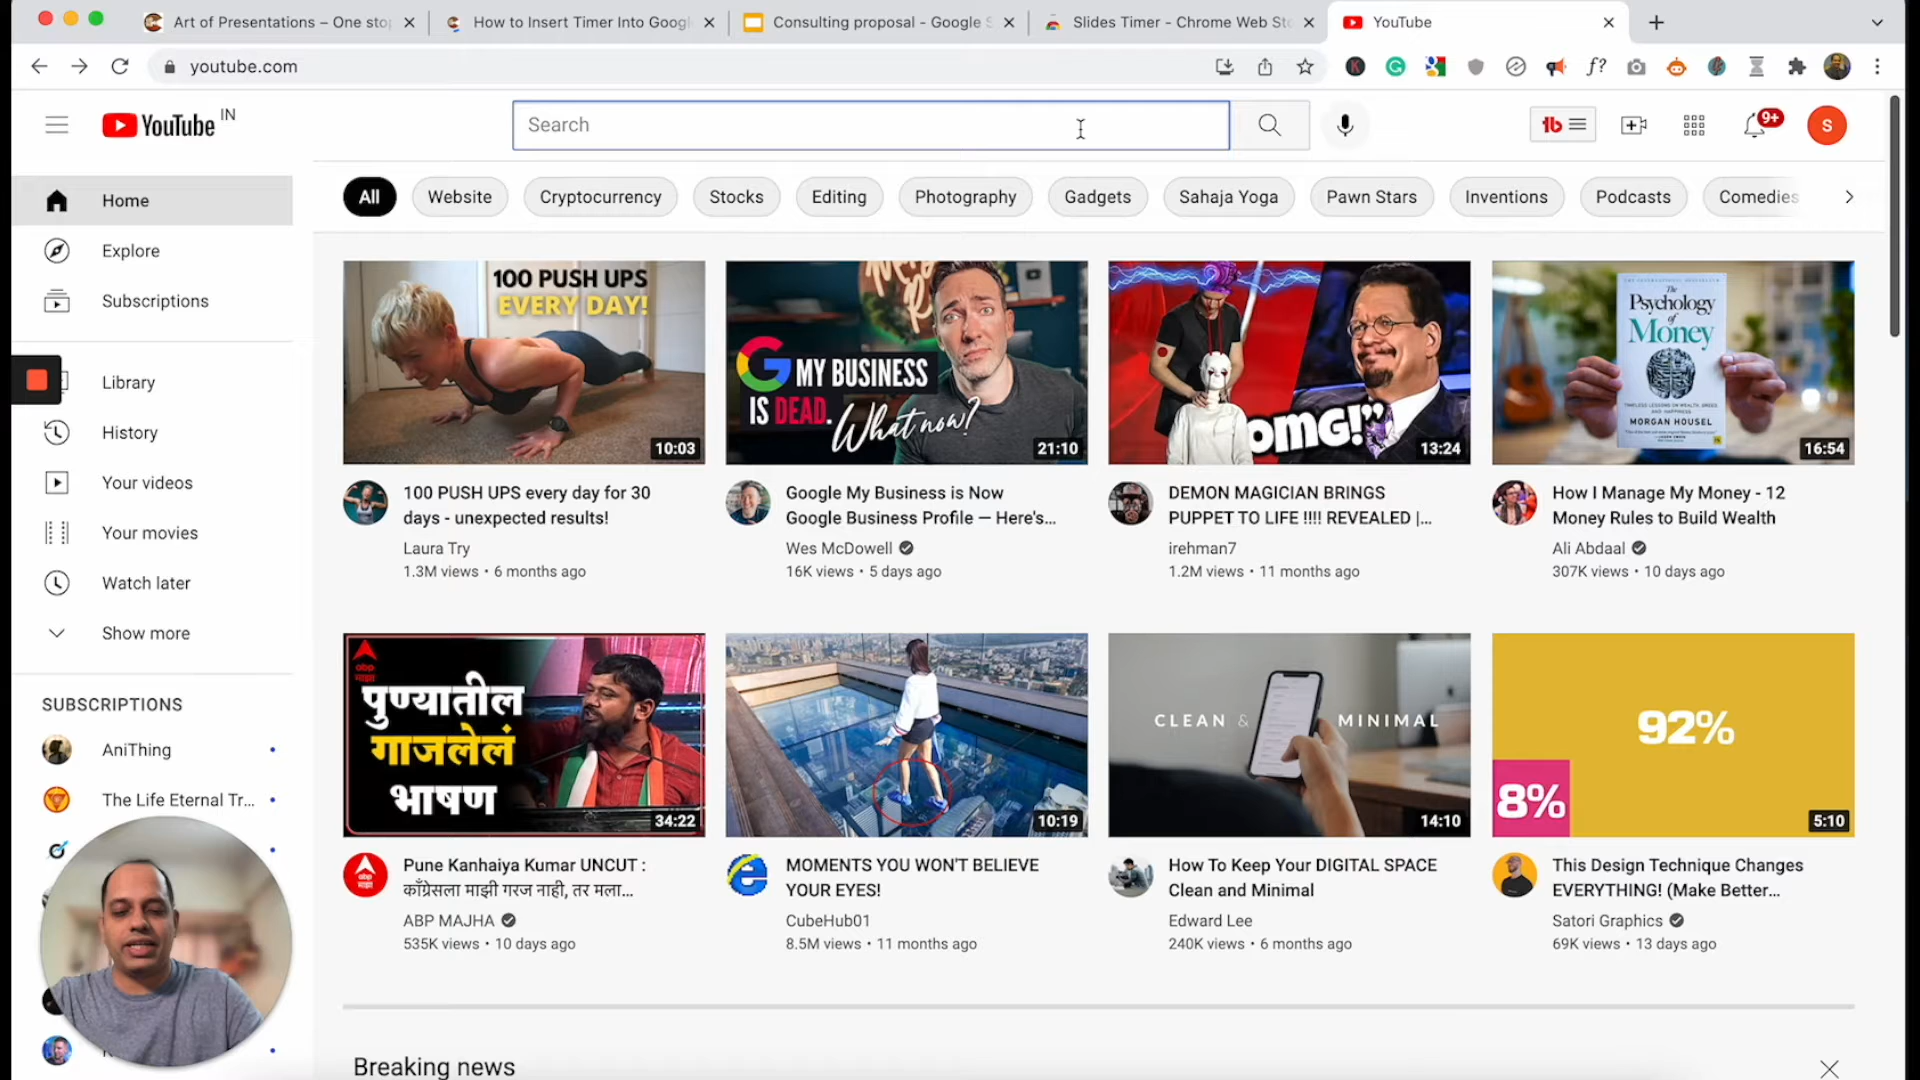 Art of Presentations – One sto
How to Insert Timer Into Googl
Consulting proposal - Google S
Slides Timer - Chrome Web Sto
YouTube
youtube.com
f?
YouTube IN
Search
9+
S
Home
Explore
Subscriptions
Library
History
Your videos
Your movies
Watch later
Show more
SUBSCRIPTIONS
AniThing
The Life Eternal Tr...
All
Website
Cryptocurrency
Stocks
Editing
Photography
Gadgets
Sahaja Yoga
Pawn Stars
Inventions
Podcasts
Comedies
100 PUSH UPS
EVERY DAY!
10:03
MY BUSINESS
IS DEAD.
What now?
21:10
OMG!”
13:24
The
Psychology
of
Money
MORGAN HOUSEL
16:54
100 PUSH UPS every day for 30
days - unexpected results!
Laura Try
1.3M views • 6 months ago
Google My Business is Now
Google Business Profile — Here's...
Wes McDowell
16K views • 5 days ago
DEMON MAGICIAN BRINGS
PUPPET TO LIFE !!!! REVEALED |...
irehman7
1.2M views • 11 months ago
How I Manage My Money - 12
Money Rules to Build Wealth
Ali Abdaal
307K views • 10 days ago
abp
माझा
पुण्यातील
गाजलेलं
भाषण
34:22
10:19
CLEAN & MINIMAL
14:10
92%
8%
5:10
Pune Kanhaiya Kumar UNCUT :
काँग्रेसला माझी गरज नाही, तर मला...
ABP MAJHA
535K views • 10 days ago
MOMENTS YOU WON'T BELIEVE
YOUR EYES!
CubeHub01
8.5M views • 11 months ago
How To Keep Your DIGITAL SPACE
Clean and Minimal
Edward Lee
240K views • 6 months ago
This Design Technique Changes
EVERYTHING! (Make Better...
Satori Graphics
69K views • 13 days ago
Breaking news